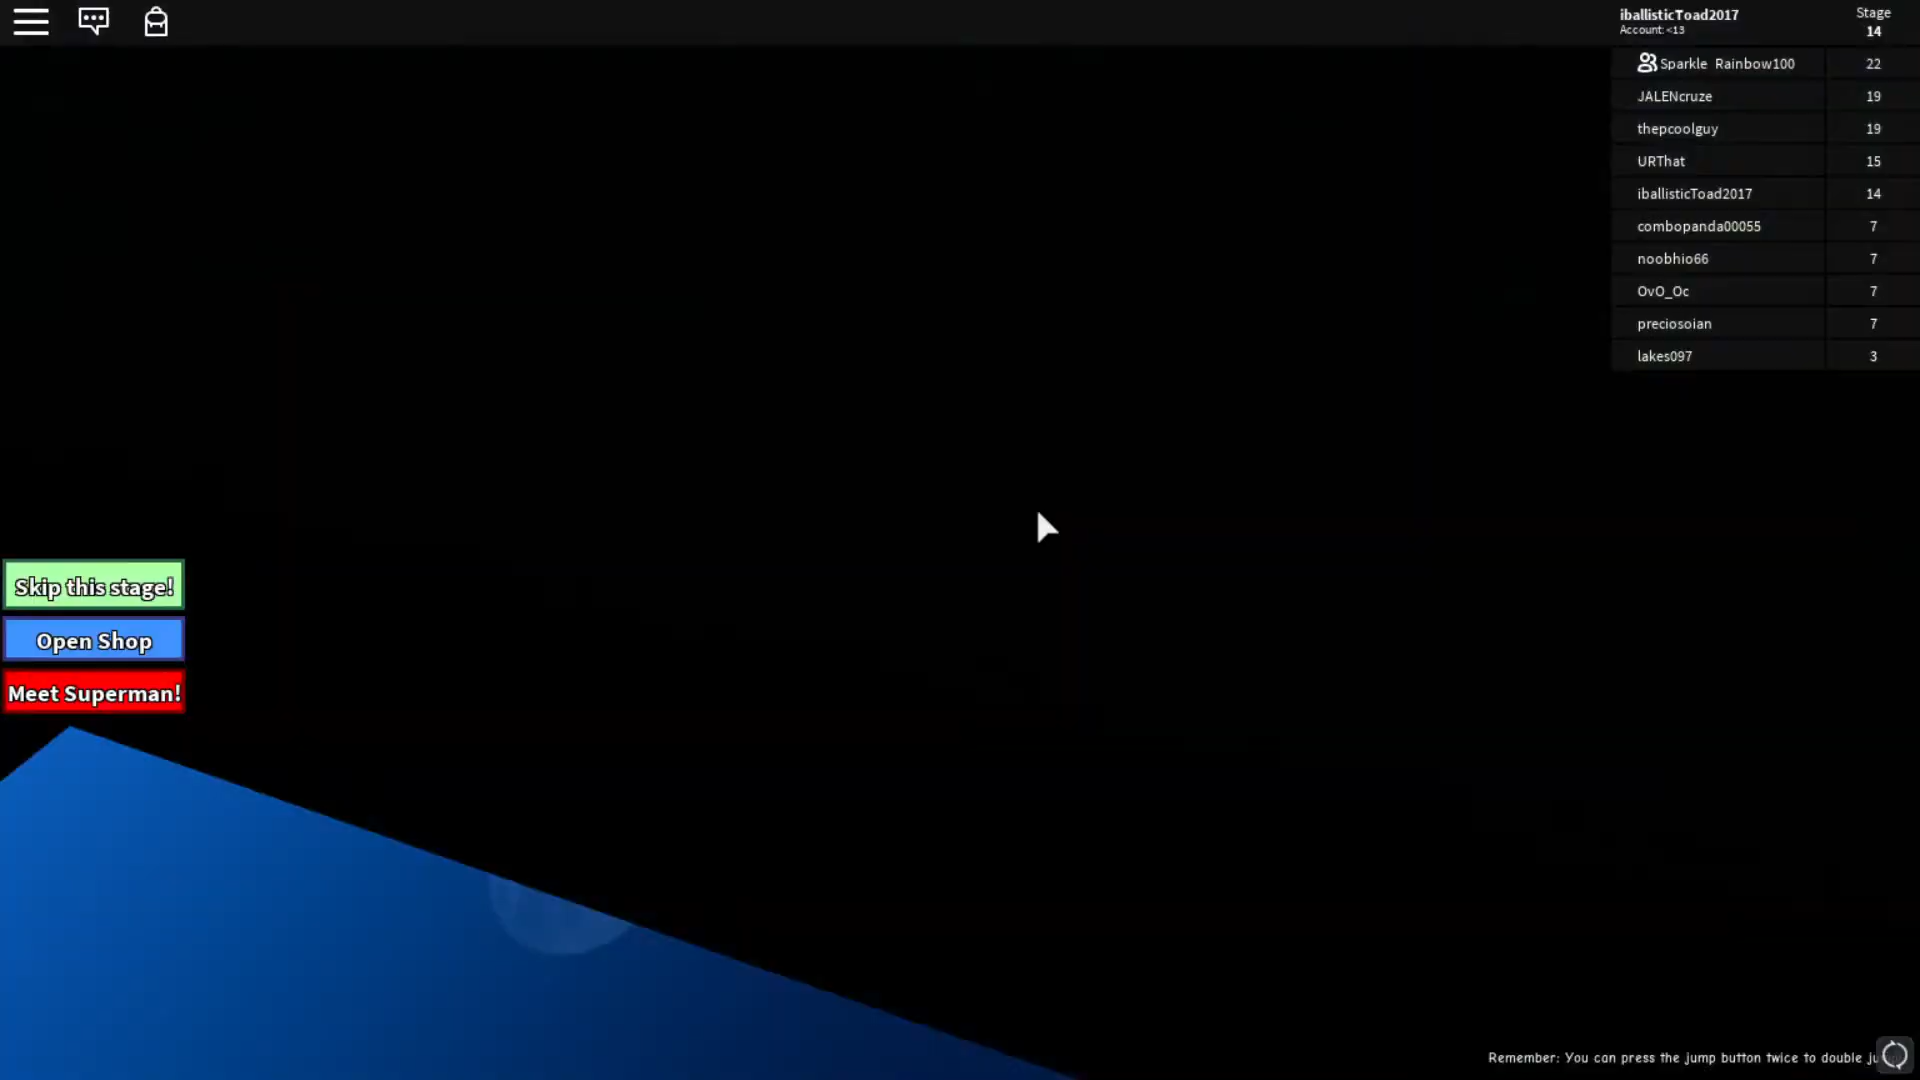 iballisticToad2017 Stage
Account: <13 14
Sparkle_Rainbow100 22
JALENcruze 19
thepcoolguy 19
URThat 15
iballisticToad2017 14
combopanda00055 7
noobhio66 7
OvO_Oc 7
preciosoian 7
lakes097 3
Skip this stage!
Open Shop
Meet Superman!
Remember: You can press the jump button twice to double